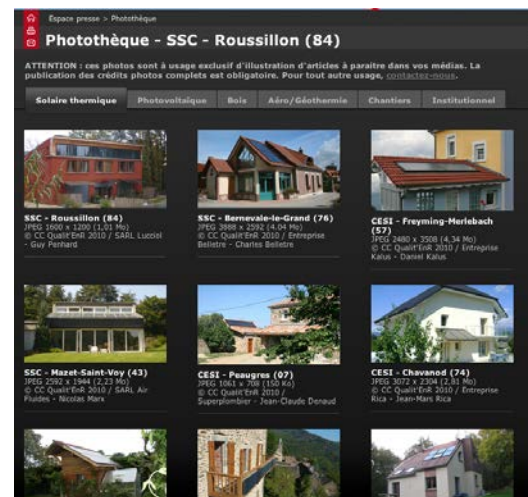 Espace presse > Photothèque
Photothèque - SSC - Roussillon (84)
ATTENTION : ces photos sont à usage exclusif d'illustration d'articles à paraitre dans vos médias. La
publication des crédits photos complets est obligatoire. Pour tout autre usage, contactez-nous.
Solaire thermique
Photovoltaïque
Bois
Aéro/Géothermie
Chantiers
Institutionnel
SSC - Roussillon (84)
JPEG 1600 x 1200 (1,01 Mo)
© CC Qualit'EnR 2010 / SARL Lucciol
- Guy Penhard
SSC - Bernevale-le-Grand (76)
JPEG 3888 x 2592 (4,04 Mo)
© CC Qualit'EnR 2010 / Entreprise
Belletre - Charles Belletre
CESI - Freyming-Merlebach
(57)
JPEG 2480 x 3508 (4,34 Mo)
© CC Qualit'EnR 2010 / Entreprise
Kalus - Daniel Kalus
SSC - Mazet-Saint-Voy (43)
JPEG 2592 x 1944 (2,23 Mo)
© CC Qualit'EnR 2010 / SARL Air
Fluides - Nicolas Marx
CESI - Peaugres (07)
JPEG 1061 x 708 (150 Ko)
© CC Qualit'EnR 2010 /
Superplombier - Jean-Claude Denaud
CESI - Chavanod (74)
JPEG 3072 x 2304 (2,81 Mo)
© CC Qualit'EnR 2010 / Entreprise
Rica - Jean-Mars Rica